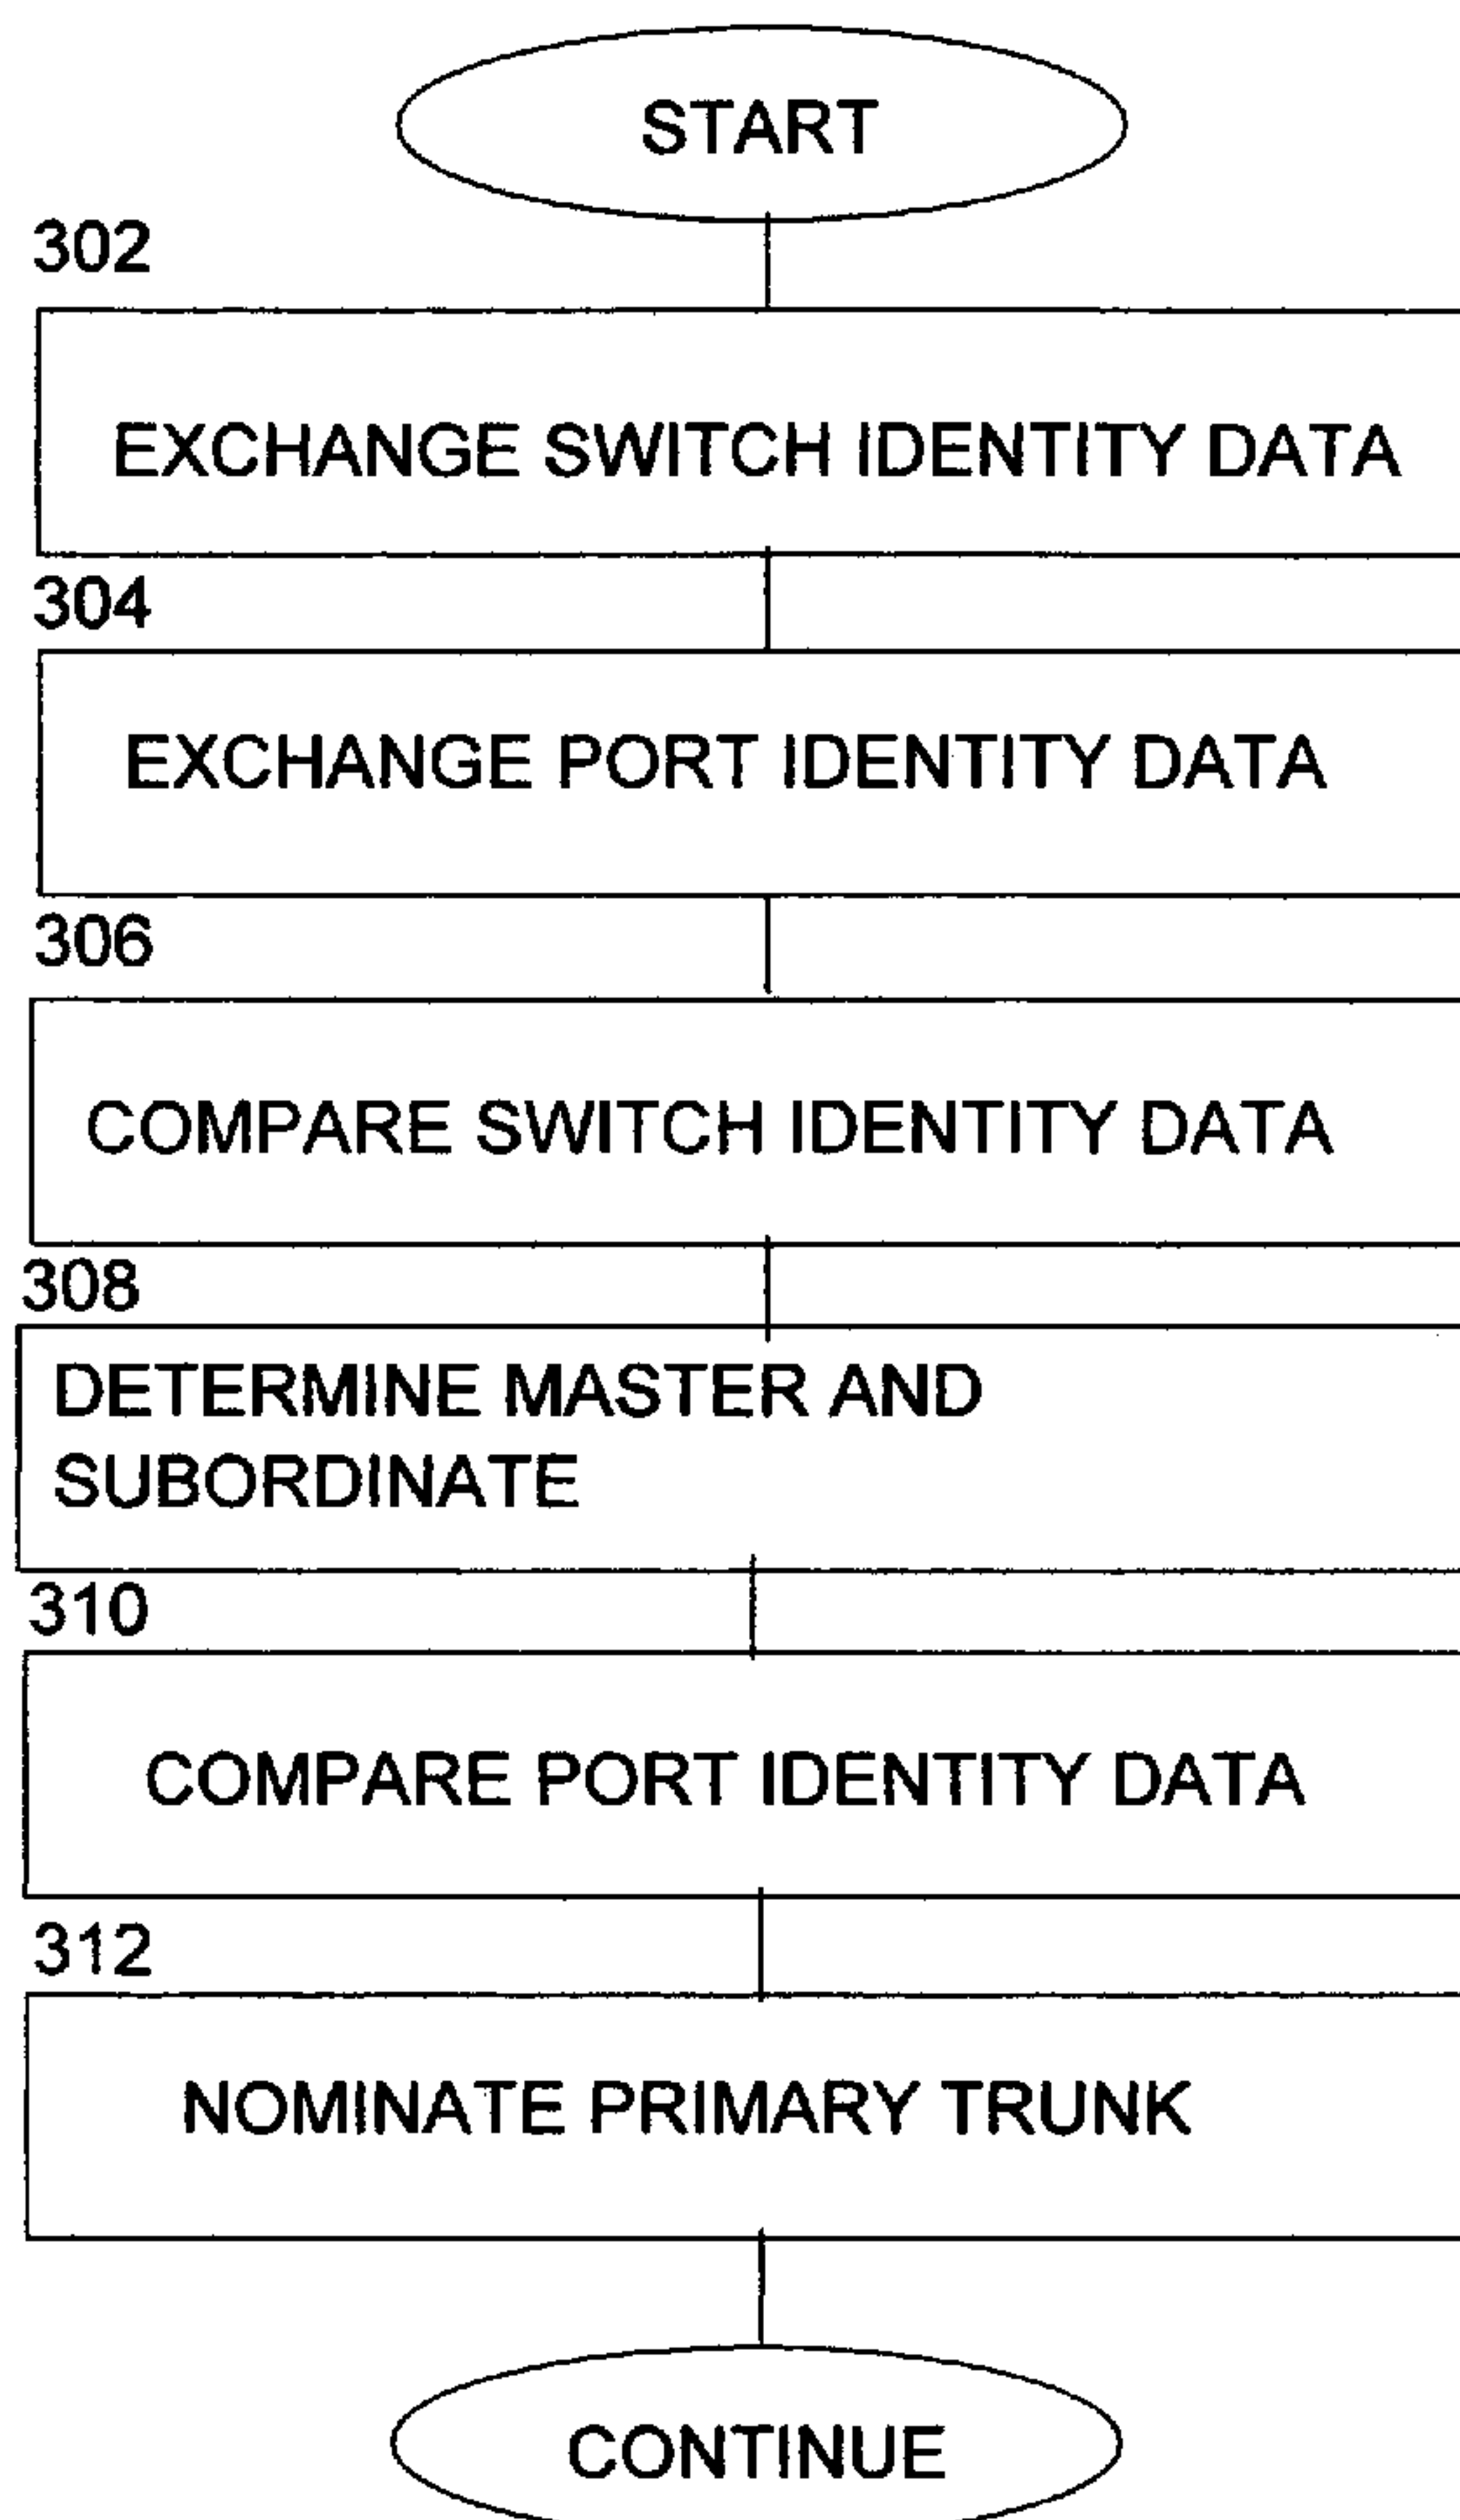 START
302
EXCHANGE SWITCH IDENTITY DATA
304
EXCHANGE PORT IDENTITY DATA
306
COMPARE SWITCH IDENTITY DATA
308
DETERMINE MASTER AND
SUBORDINATE
310
COMPARE PORT IDENTITY DATA
312
NOMINATE PRIMARY TRUNK
CONTINUE